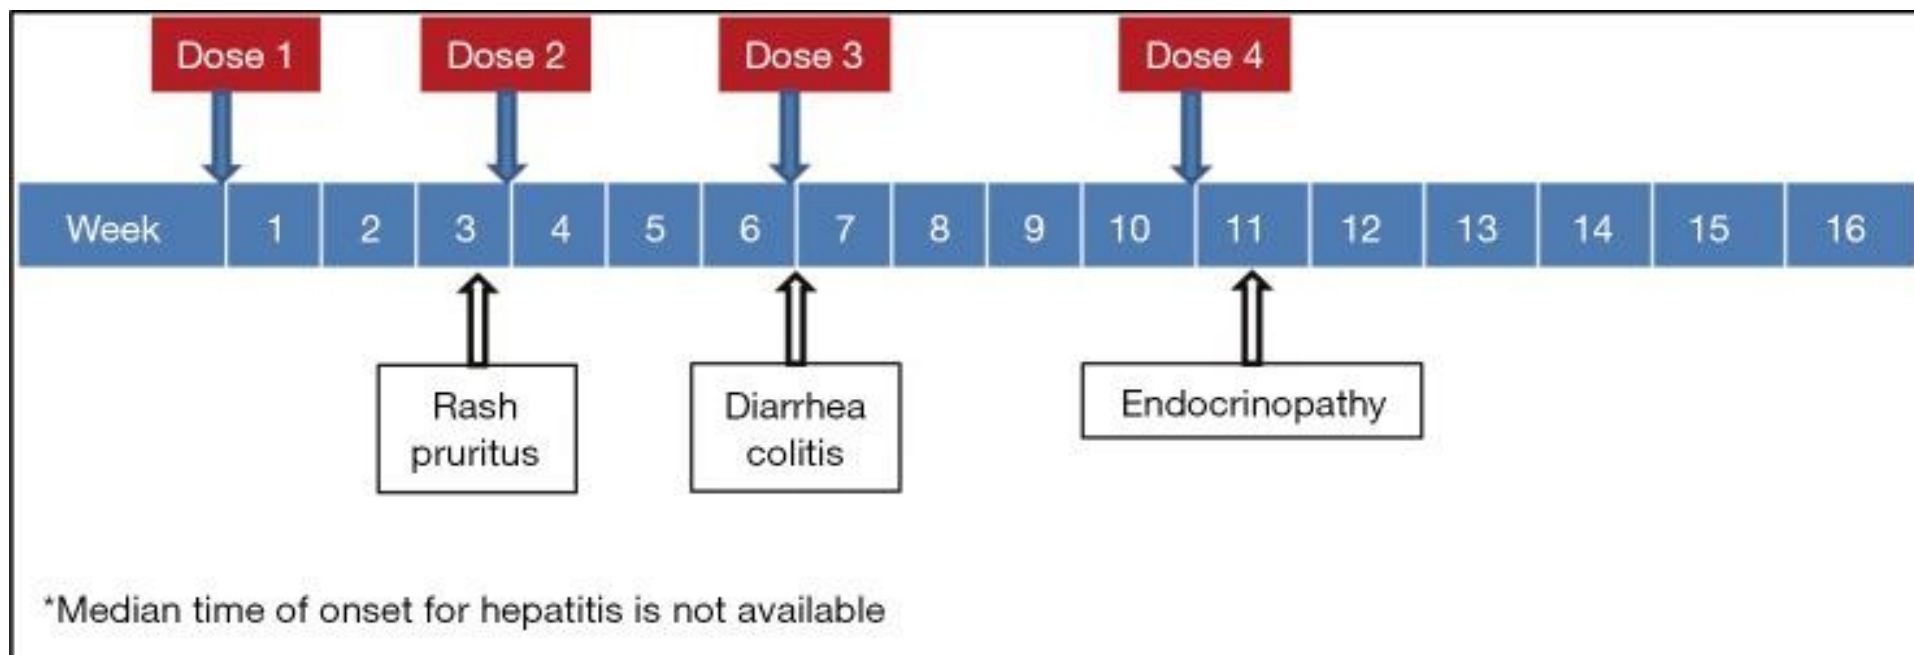 Dose 1 Dose 2 Dose 3 Dose 4
Week 1 2 3 4 5 6 7 8 9 10 11 12 13 14 15 16
Rash
pruritus
Diarrhea
colitis
Endocrinopathy
*Median time of onset for hepatitis is not available